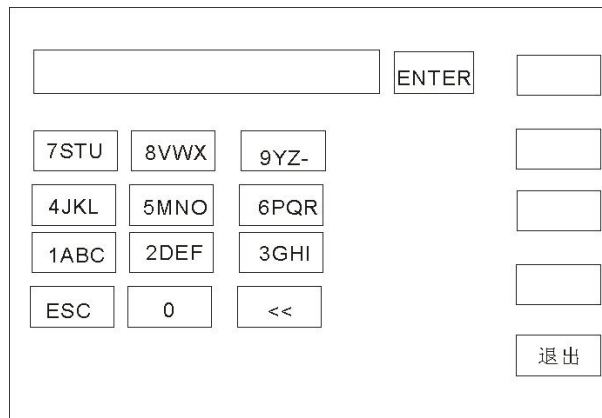 ENTER
7STU 8VWX 9YZ-
4JKL 5MNO 6PQR
1ABC 2DEF 3GHI
ESC 0 <<
退出